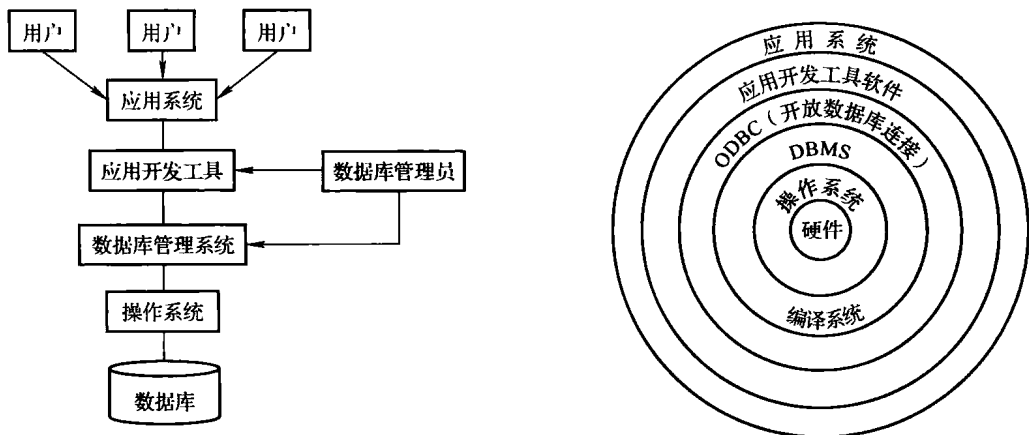 用户
用户
用户
应用系统
应用开发工具
数据库管理员
数据库管理系统
操作系统
数据库
应用系统
应用开发工具软件
ODBC（开放数据库连接）
DBMS
操作系统
硬件
编译系统